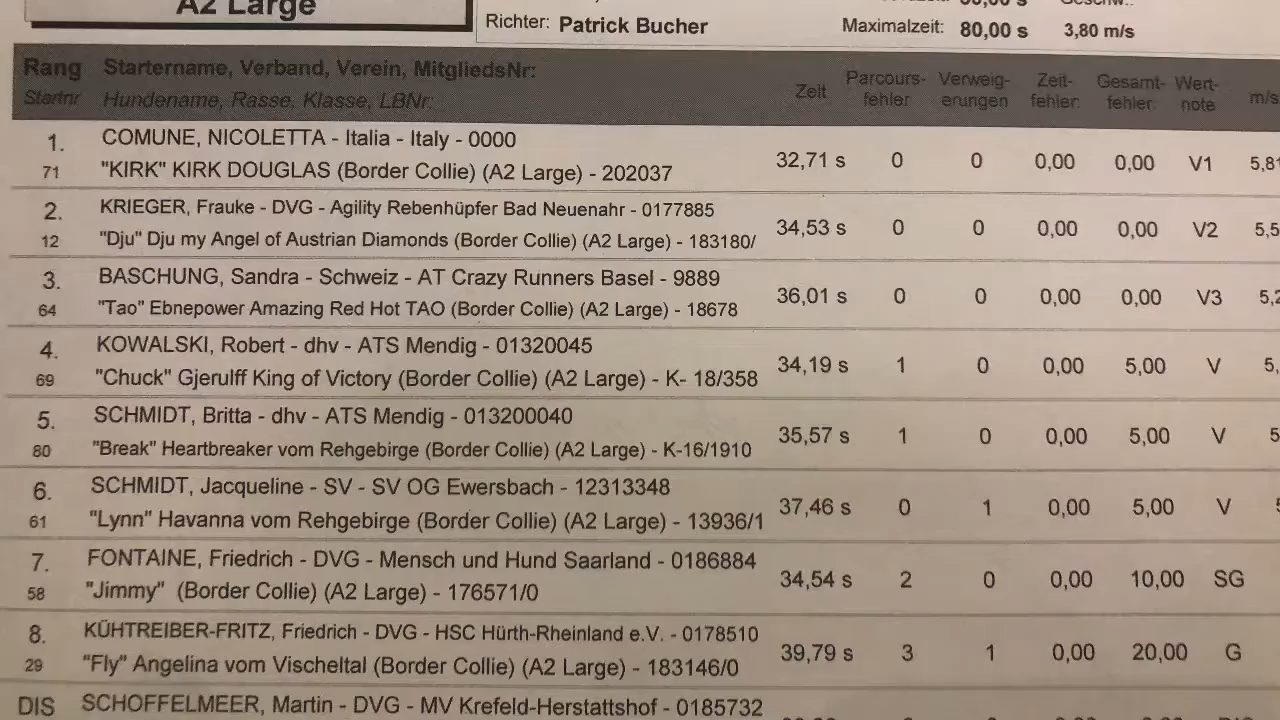 A2 Large
Richter: Patrick Bucher
Maximalzeit: 80,00 s 3,80 m/s
Rang Startername, Verband, Verein, MitgliedsNr:
Startnr Hundename, Rasse, Klasse, LBNr:
Zeit Parcours-fehler Verweig-erungen Zeit-fehler: Gesamt-fehler: Wert-note m/s
1. COMUNE, NICOLETTA - Italia - Italy - 0000
71 "KIRK" KIRK DOUGLAS (Border Collie) (A2 Large) - 202037
32,71 s 0 0 0,00 0,00 V1 5,81
2. KRIEGER, Frauke - DVG - Agility Rebenhüpfer Bad Neuenahr - 0177885
12 "Dju" Dju my Angel of Austrian Diamonds (Border Collie) (A2 Large) - 183180/
34,53 s 0 0 0,00 0,00 V2 5,5
3. BASCHUNG, Sandra - Schweiz - AT Crazy Runners Basel - 9889
64 "Tao" Ebnepower Amazing Red Hot TAO (Border Collie) (A2 Large) - 18678
36,01 s 0 0 0,00 0,00 V3 5,2
4. KOWALSKI, Robert - dhv - ATS Mendig - 01320045
69 "Chuck" Gjerulff King of Victory (Border Collie) (A2 Large) - K- 18/358
34,19 s 1 0 0,00 5,00 V 5,
5. SCHMIDT, Britta - dhv - ATS Mendig - 013200040
80 "Break" Heartbreaker vom Rehgebirge (Border Collie) (A2 Large) - K-16/1910
35,57 s 1 0 0,00 5,00 V 5
6. SCHMIDT, Jacqueline - SV - SV OG Ewersbach - 12313348
61 "Lynn" Havanna vom Rehgebirge (Border Collie) (A2 Large) - 13936/1
37,46 s 0 1 0,00 5,00 V
7. FONTAINE, Friedrich - DVG - Mensch und Hund Saarland - 0186884
58 "Jimmy" (Border Collie) (A2 Large) - 176571/0
34,54 s 2 0 0,00 10,00 SG
8. KÜHTREIBER-FRITZ, Friedrich - DVG - HSC Hürth-Rheinland e.V. - 0178510
29 "Fly" Angelina vom Vischeltal (Border Collie) (A2 Large) - 183146/0
39,79 s 3 1 0,00 20,00 G
DIS SCHOFFELMEER, Martin - DVG - MV Krefeld-Herstattshof - 0185732